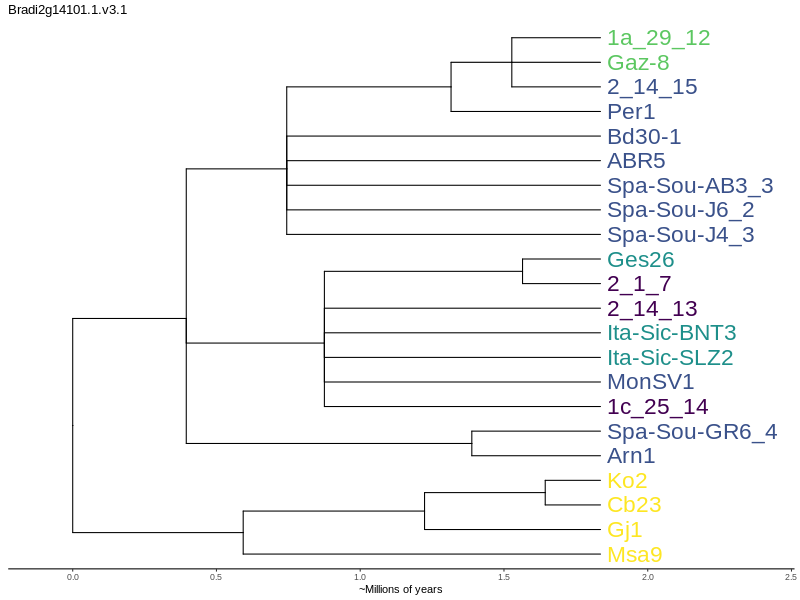 Bradi2g14101.1.v3.1
1a_29_12
Gaz-8
2_14_15
Per1
Bd30-1
ABR5
Spa-Sou-AB3_3
Spa-Sou-J6_2
Spa-Sou-J4_3
Ges26
2_1_7
2_14_13
Ita-Sic-BNT3
Ita-Sic-SLZ2
MonSV1
1c_25_14
Spa-Sou-GR6_4
Arn1
Ko2
Cb23
Gj1
Msa9
0.0 0.5 1.0 1.5 2.0 2.5
~Millions of years